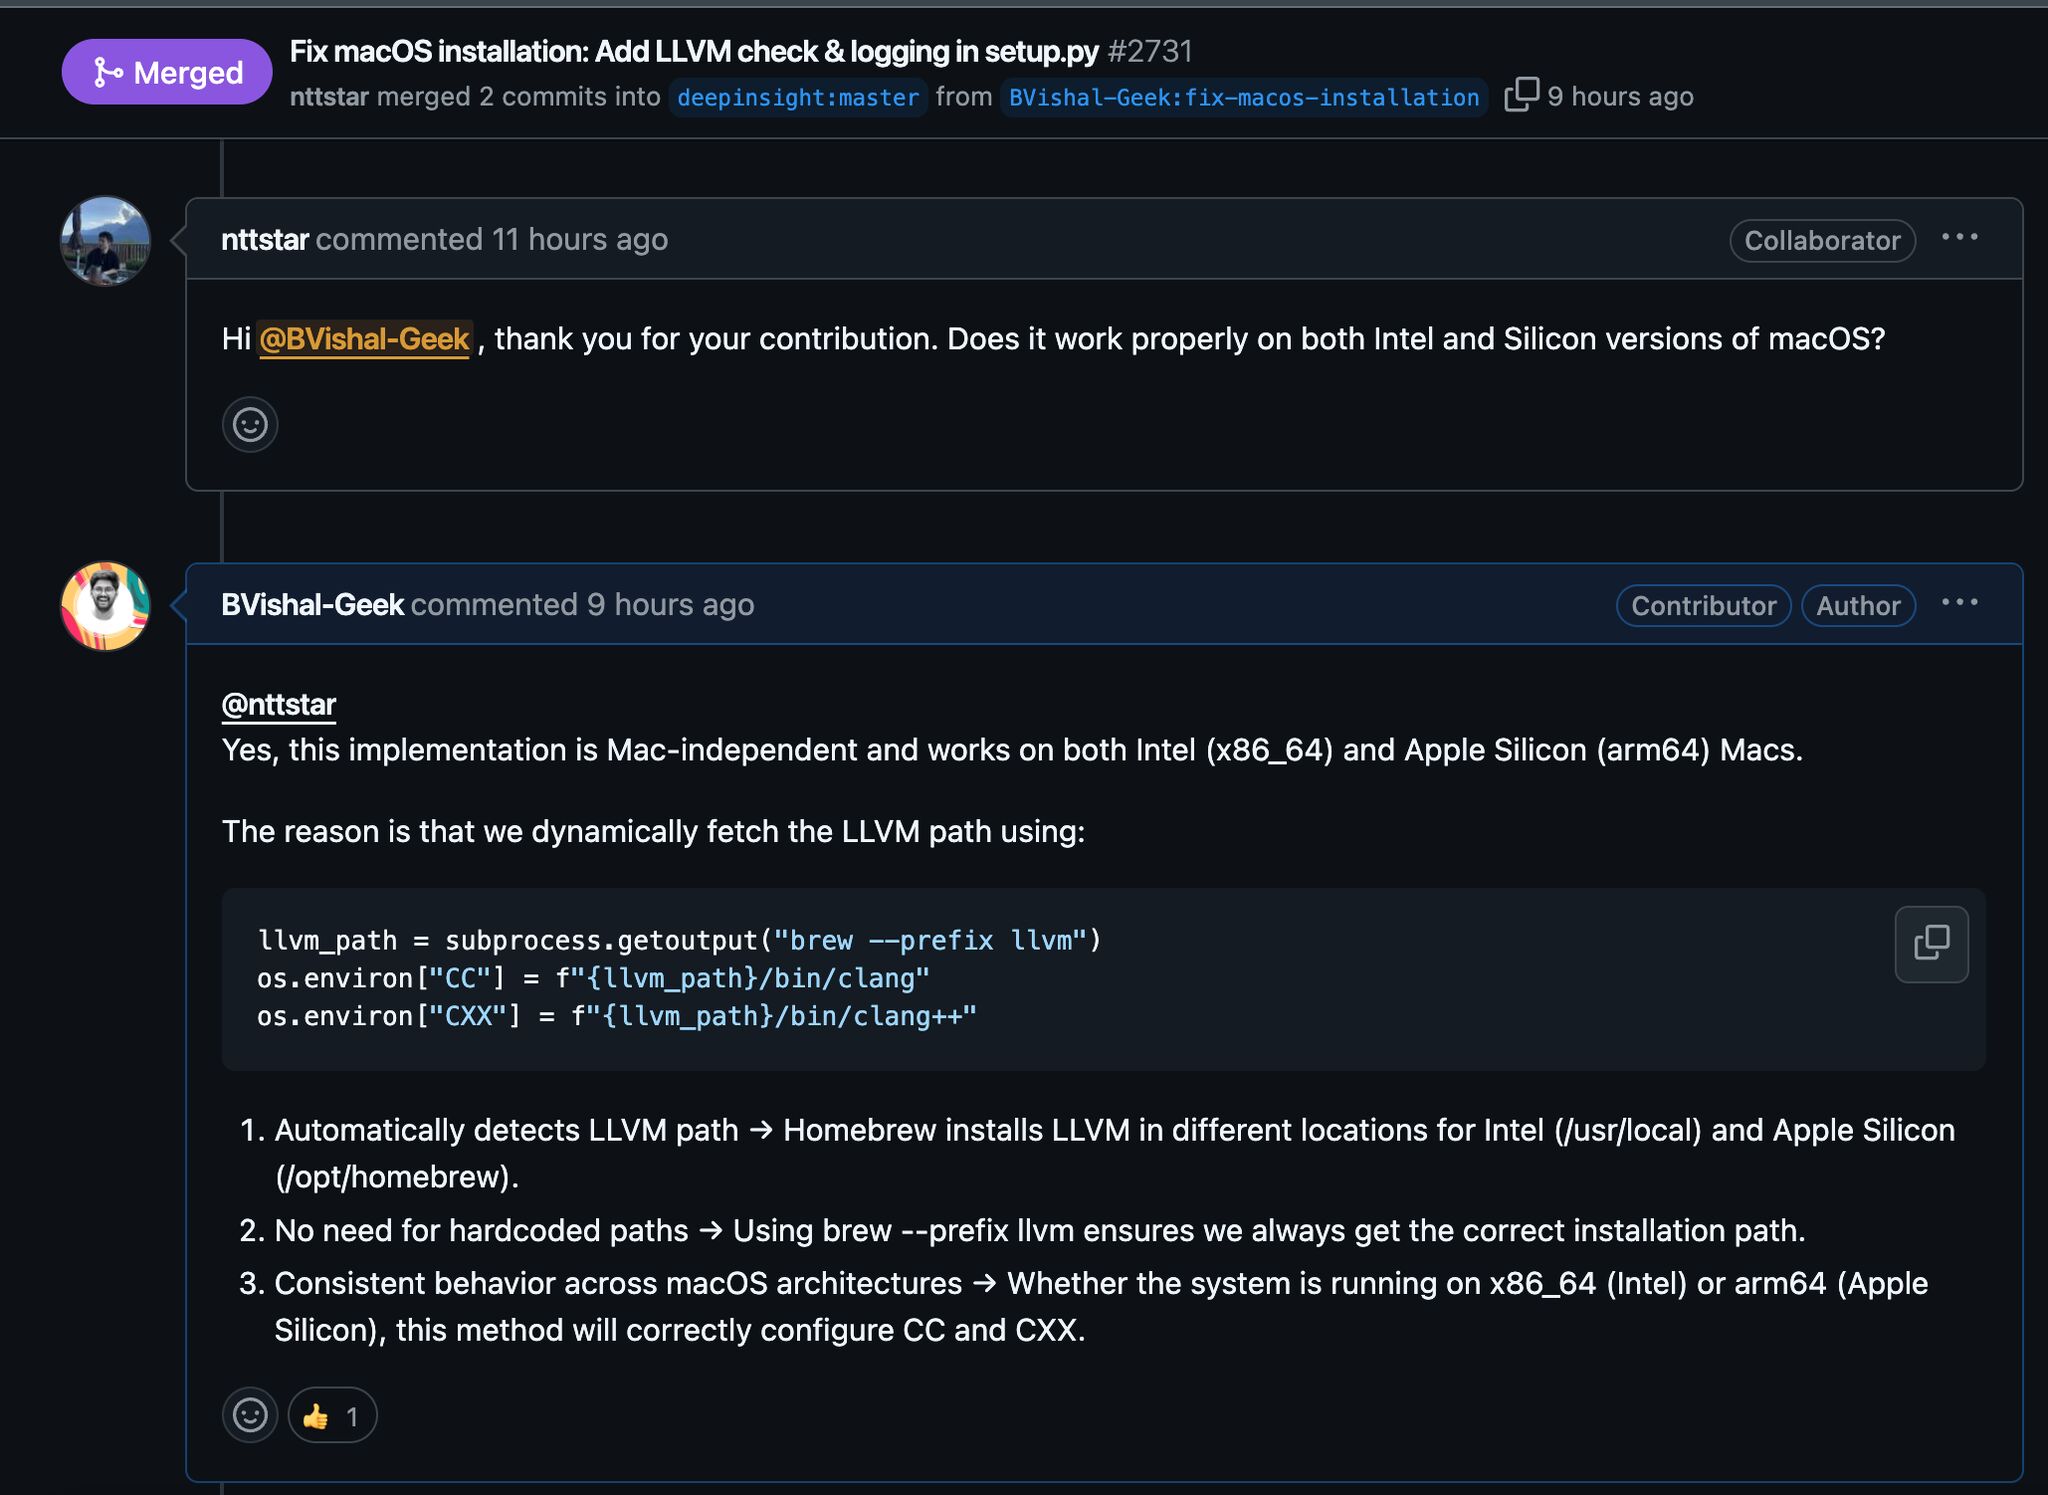 Merged
Fix macOS installation: Add LLVM check & logging in setup.py #2731
nttstar merged 2 commits into deepinsight:master from BVishal-Geek:fix-macos-installation 9 hours ago
nttstar commented 11 hours ago
Collaborator
Hi @BVishal-Geek , thank you for your contribution. Does it work properly on both Intel and Silicon versions of macOS?
BVishal-Geek commented 9 hours ago
Contributor Author
@nttstar
Yes, this implementation is Mac-independent and works on both Intel (x86_64) and Apple Silicon (arm64) Macs.
The reason is that we dynamically fetch the LLVM path using:
llvm_path = subprocess.getoutput("brew --prefix llvm")
os.environ["CC"] = f"{llvm_path}/bin/clang"
os.environ["CXX"] = f"{llvm_path}/bin/clang++"
1. Automatically detects LLVM path → Homebrew installs LLVM in different locations for Intel (/usr/local) and Apple Silicon
(/opt/homebrew).
2. No need for hardcoded paths → Using brew --prefix llvm ensures we always get the correct installation path.
3. Consistent behavior across macOS architectures → Whether the system is running on x86_64 (Intel) or arm64 (Apple
Silicon), this method will correctly configure CC and CXX.
👍 1